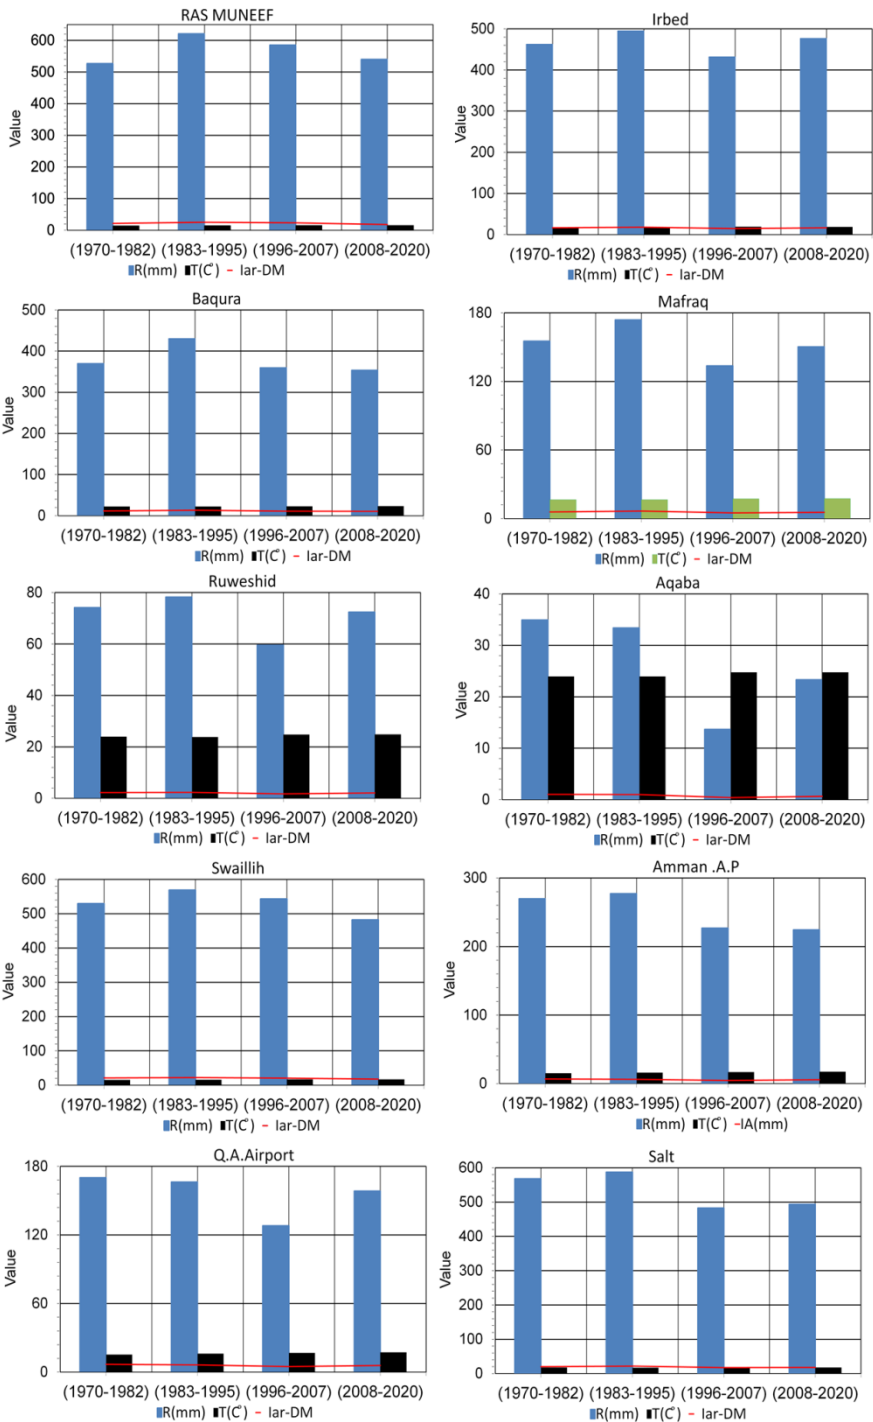 RAS MUNEEF
Value
600
500
400
300
200
100
0
(1970-1982) (1983-1995) (1996-2007) (2008-2020)
R(mm) T(C°) Iar-DM
Irbed
500
400
300
200
100
0
(1970-1982) (1983-1995) (1996-2007) (2008-2020)
R(mm) T(C°) Iar-DM
Baqura
Value
500
400
300
200
100
0
(1970-1982) (1983-1995) (1996-2007) (2008-2020)
R(mm) T(C°) Iar-DM
Mafraq
180
120
60
0
(1970-1982) (1983-1995) (1996-2007) (2008-2020)
R(mm) T(C°) Iar-DM
Ruweshid
Value
80
60
40
20
0
(1970-1982) (1983-1995) (1996-2007) (2008-2020)
R(mm) T(C°) Iar-DM
Aqaba
Value
40
30
20
10
0
(1970-1982) (1983-1995) (1996-2007) (2008-2020)
R(mm) T(C°) Iar-DM
Swaillih
Value
600
500
400
300
200
100
0
(1970-1982) (1983-1995) (1996-2007) (2008-2020)
R(mm) T(C°) Iar-DM
Amman .A.P
Value
300
200
100
0
(1970-1982) (1983-1995) (1996-2007) (2008-2020)
R(mm) T(C°) IA(mm)
Q.A.Airport
Value
180
120
60
0
(1970-1982) (1983-1995) (1996-2007) (2008-2020)
R(mm) T(C°) Iar-DM
Salt
Value
600
500
400
300
200
100
0
(1970-1982) (1983-1995) (1996-2007) (2008-2020)
R(mm) T(C°) Iar-DM